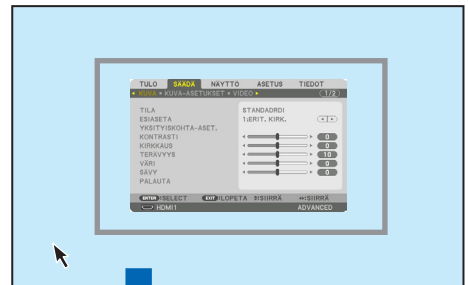 TULO SÄÄDÄ NÄYTTÖ ASETUS TIEDOT
KUVA • KUVA-ASETUKSET • VIDEO (1/2)
TILA STANDADRDI
ESIASETA 1:ERIT. KIRK.
YKSITYISKOHTA-ASET.
KONTRASTI 0
KIRKKAUS 0
TERÄVYYS 10
VÄRI 0
SÄVY 0
PALAUTA
ENTER:SELECT EXIT:LOPETA :SIIRRÄ :SIIRRÄ
HDMI1 ADVANCED